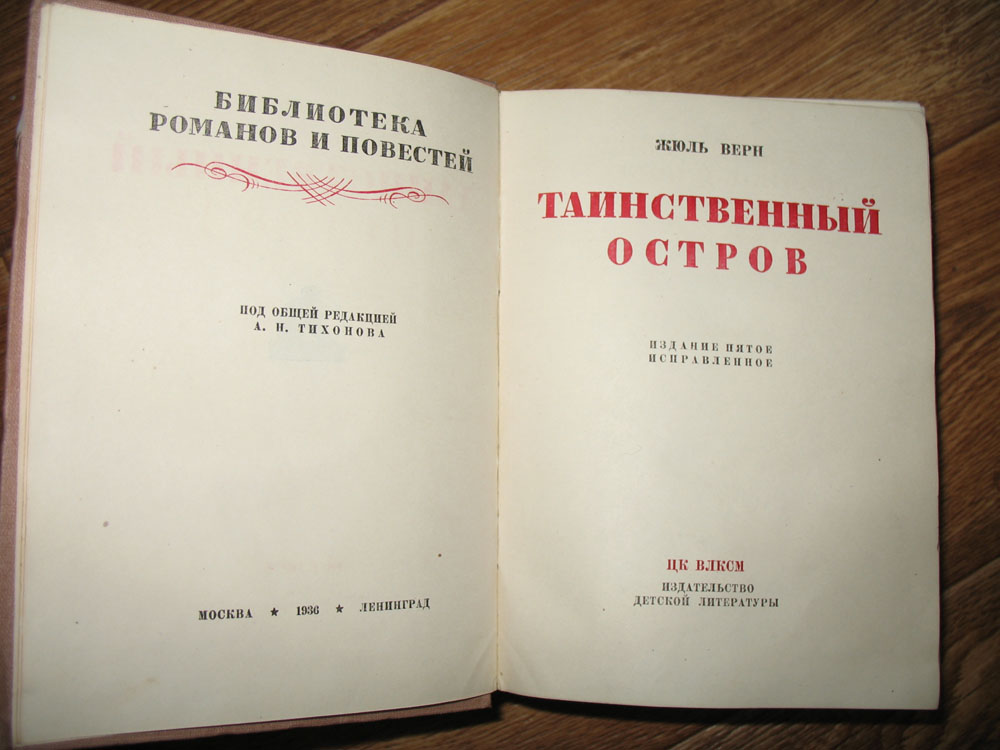 БИБЛИОТЕКА
РОМАНОВ И ПОВЕСТЕЙ
ПОД ОБЩЕЙ РЕДАКЦИЕЙ
А. Н. ТИХОНОВА
МОСКВА ★ 1936 ★ ЛЕНИНГРАД
ЖЮЛЬ ВЕРН
ТАИНСТВЕННЫЙ
ОСТРОВ
ИЗДАНИЕ ПЯТОЕ
ИСПРАВЛЕННОЕ
ЦК ВЛКСМ
ИЗДАТЕЛЬСТВО
ДЕТСКОЙ ЛИТЕРАТУРЫ